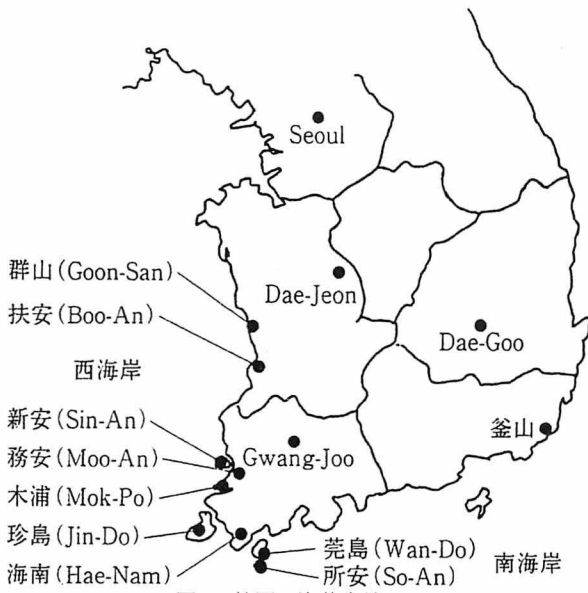 Seoul
群山(Goon-San)
Dae-Jeon
扶安(Boo-An)
Dae-Goo
西海岸
新安(Sin-An)
釜山
務安(Moo-An)
Gwang-Joo
木浦(Mok-Po)
珍島(Jin-Do)
莞島(Wan-Do)
南海岸
海南(Hae-Nam)
所安(So-An)